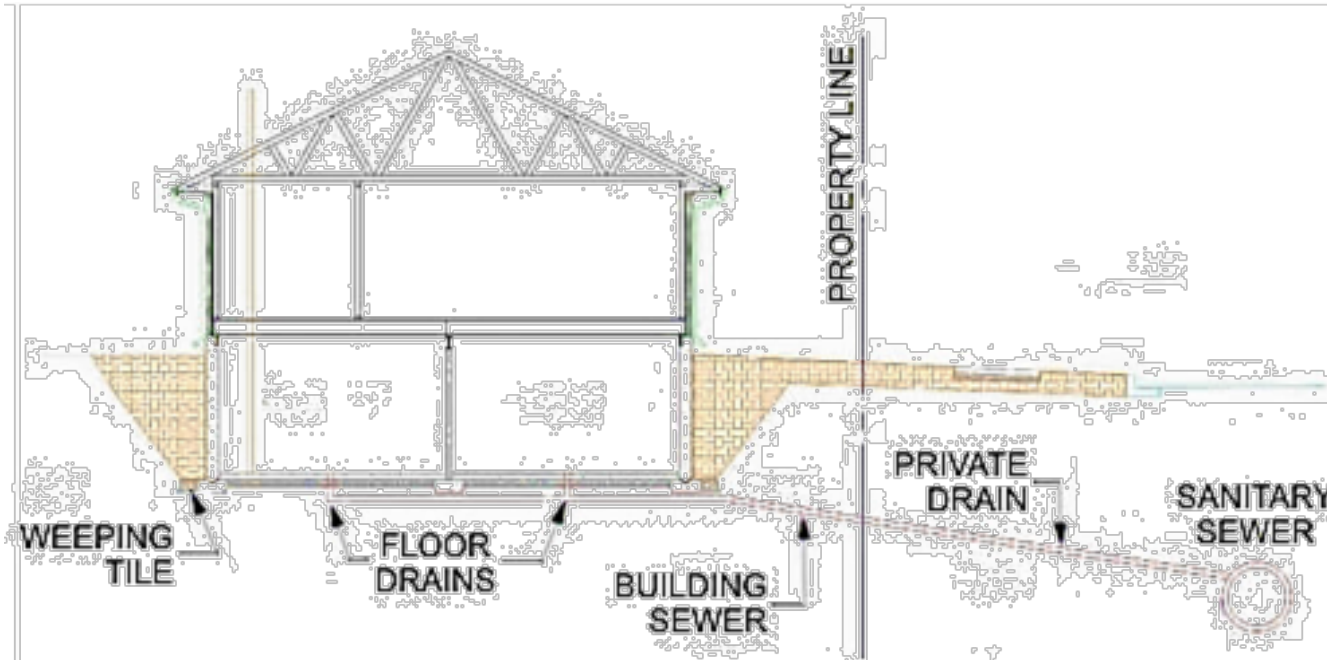 PROPERTY LINE
PRIVATE
DRAIN
SANITARY
SEWER
WEEPING
TILE
FLOOR
DRAINS
BUILDING
SEWER